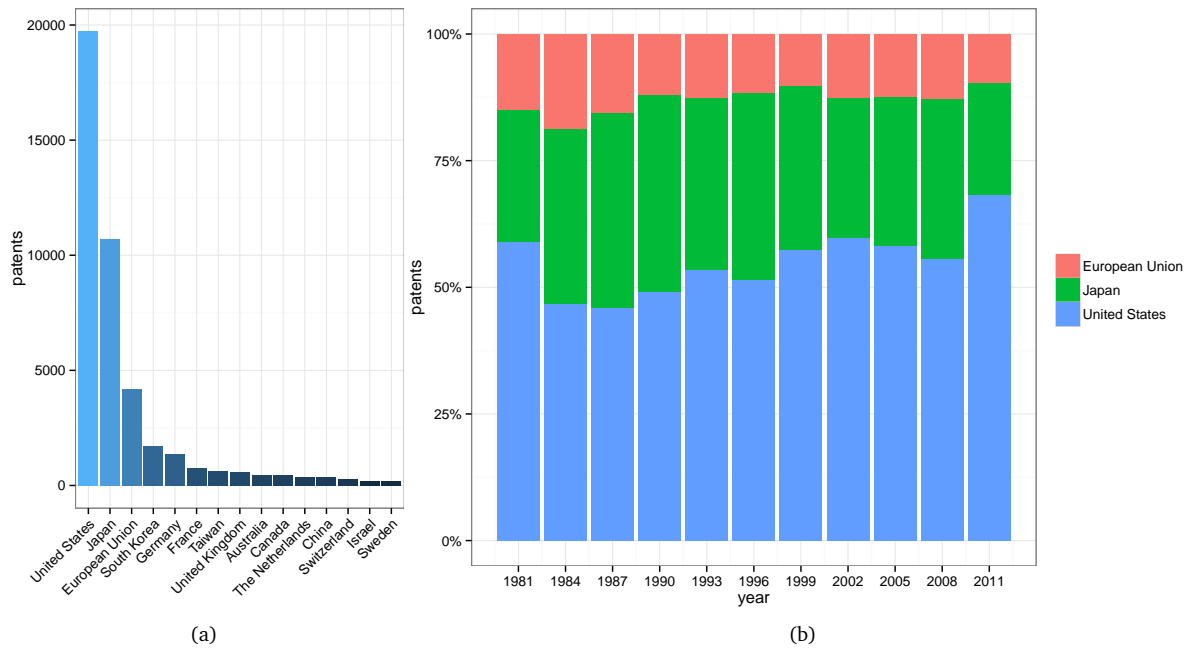 20000
15000
10000
5000
0
patents
United States
Japan
European Union
South Korea
Germany
France
Taiwan
United Kingdom
Australia
Canada
The Netherlands
China
Switzerland
Israel
Sweden
(a)
100%
75%
50%
25%
0%
patents
1981 1984 1987 1990 1993 1996 1999 2002 2005 2008 2011
year
European Union
Japan
United States
(b)